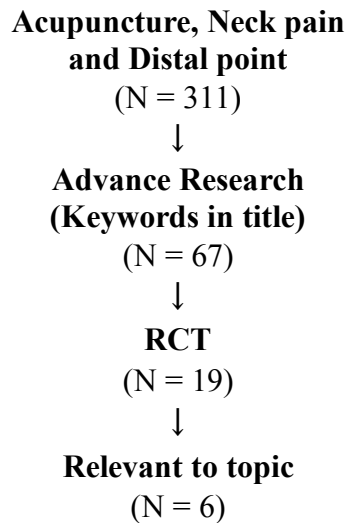 Acupuncture, Neck pain
and Distal point
(N = 311)
↓
Advance Research
(Keywords in title)
(N = 67)
↓
RCT
(N = 19)
↓
Relevant to topic
(N = 6)